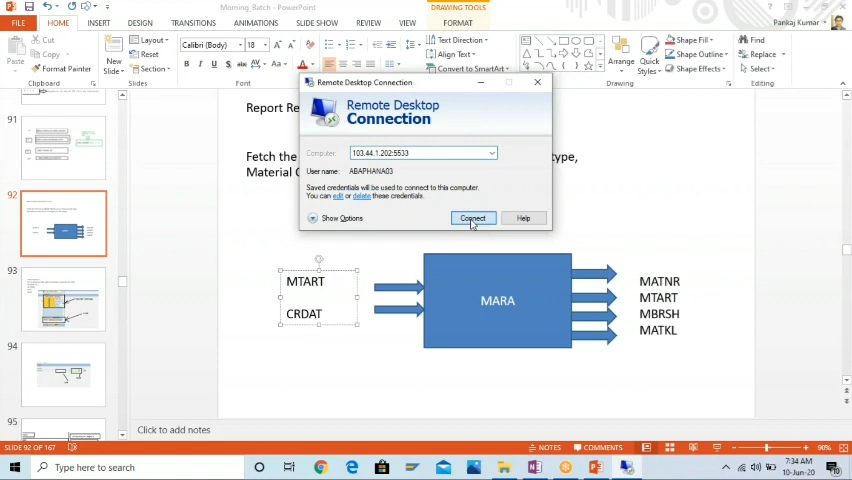 Morning_Batch - PowerPoint
DRAWING TOOLS
FILE HOME INSERT DESIGN TRANSITIONS ANIMATIONS SLIDE SHOW REVIEW VIEW FORMAT
Pankaj Kumar
Cut
Copy
Format Painter
Paste
Clipboard
New
Slide
Layout
Reset
Section
Slides
Calibri (Body) 18
Text Direction
Align Text
Convert to SmartArt
Arrange
Quick
Styles
Shape Fill
Shape Outline
Shape Effects
Drawing
Find
Replace
Select
Editing
Remote Desktop Connection
Remote Desktop
Connection
Computer: 103.44.1.202:5533
User name: ABAPHANA03
Saved credentials will be used to connect to this computer.
You can edit or delete these credentials.
Show Options Connect Help
Report Re
Fetch the
type,
Material C
MTART
CRDAT
MARA
MATNR
MTART
MBRSH
MATKL
91
92
93
94
95
Click to add notes
SLIDE 92 OF 167 NOTES COMMENTS 90%
Type here to search
7:34 AM
10-Jun-20